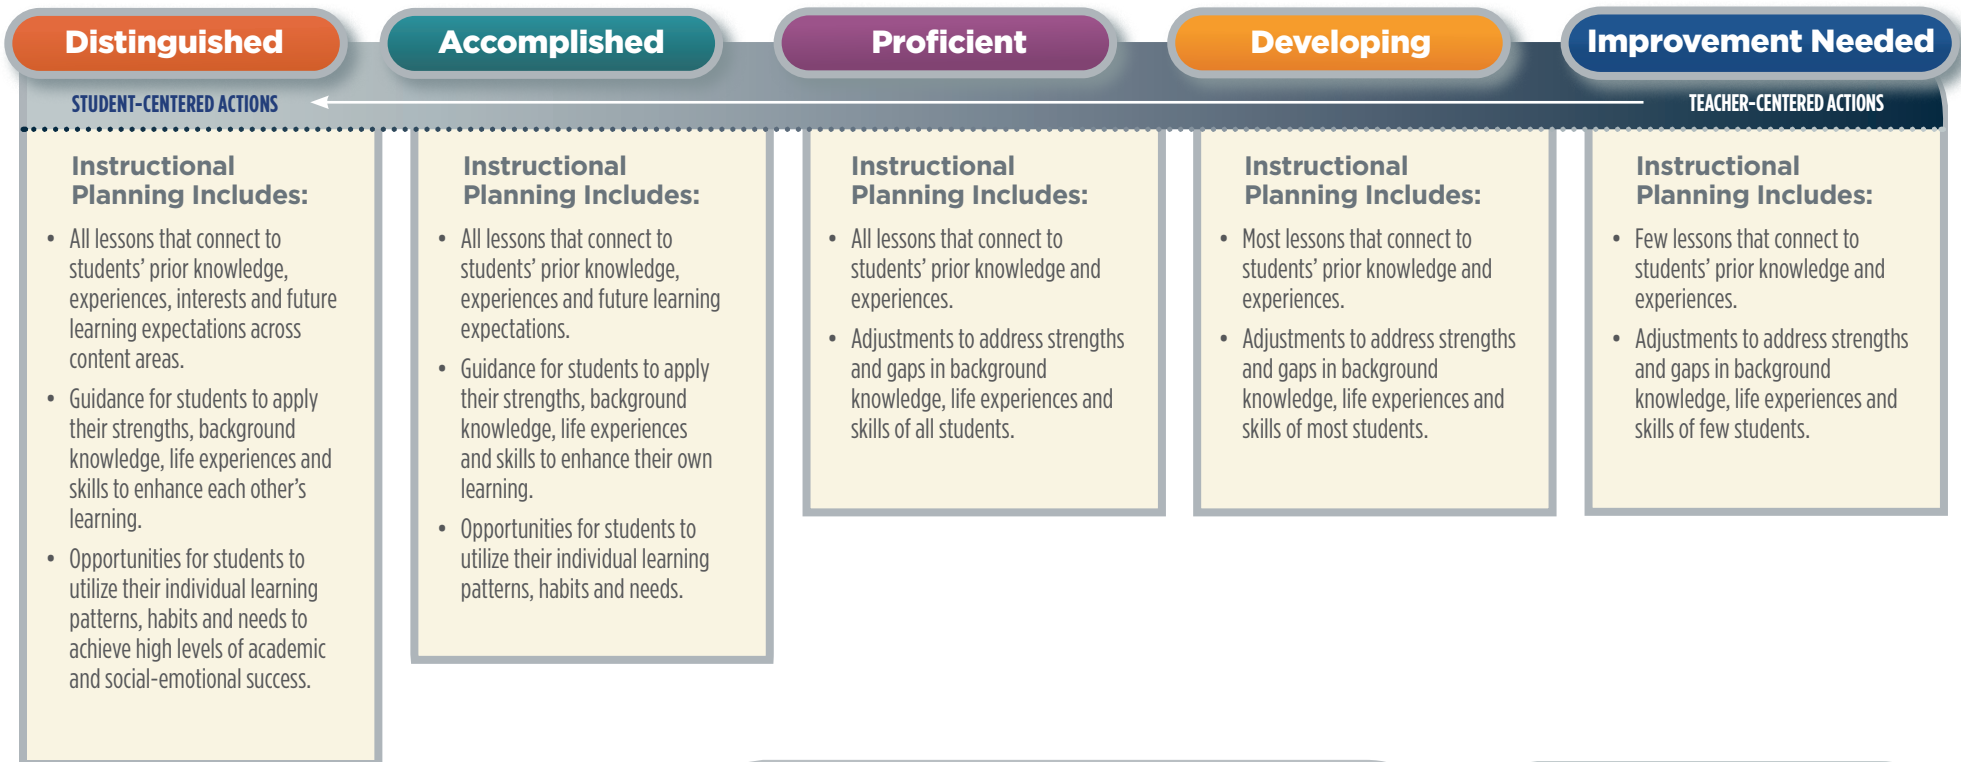 Distinguished
Accomplished
Proficient
Developing
Improvement Needed
STUDENT-CENTERED ACTIONS
TEACHER-CENTERED ACTIONS
Instructional
Planning Includes:
• All lessons that connect to
students’ prior knowledge,
experiences, interests and future
learning expectations across
content areas.
• Guidance for students to apply
their strengths, background
knowledge, life experiences and
skills to enhance each other’s
learning.
• Opportunities for students to
utilize their individual learning
patterns, habits and needs to
achieve high levels of academic
and social-emotional success.
Instructional
Planning Includes:
• All lessons that connect to
students’ prior knowledge,
experiences and future learning
expectations.
• Guidance for students to apply
their strengths, background
knowledge, life experiences
and skills to enhance their own
learning.
• Opportunities for students to
utilize their individual learning
patterns, habits and needs.
Instructional
Planning Includes:
• All lessons that connect to
students’ prior knowledge and
experiences.
• Adjustments to address strengths
and gaps in background
knowledge, life experiences and
skills of all students.
Instructional
Planning Includes:
• Most lessons that connect to
students’ prior knowledge and
experiences.
• Adjustments to address strengths
and gaps in background
knowledge, life experiences and
skills of most students.
Instructional
Planning Includes:
• Few lessons that connect to
students’ prior knowledge and
experiences.
• Adjustments to address strengths
and gaps in background
knowledge, life experiences and
skills of few students.